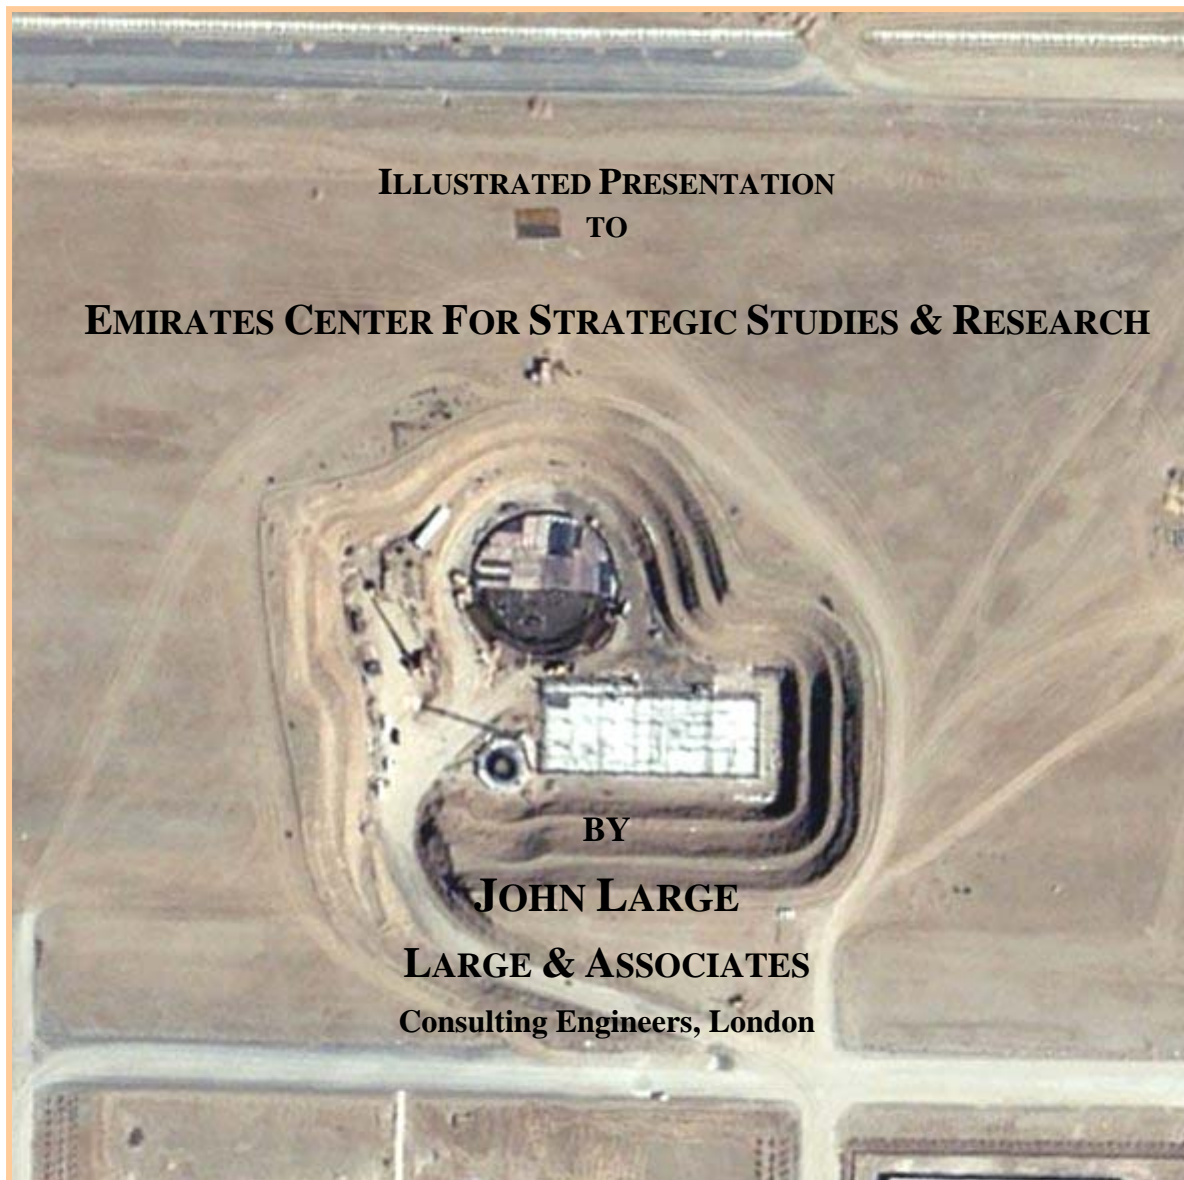 ILLUSTRATED PRESENTATION
TO
EMIRATES CENTER FOR STRATEGIC STUDIES & RESEARCH
BY
JOHN LARGE
LARGE & ASSOCIATES
Consulting Engineers, London